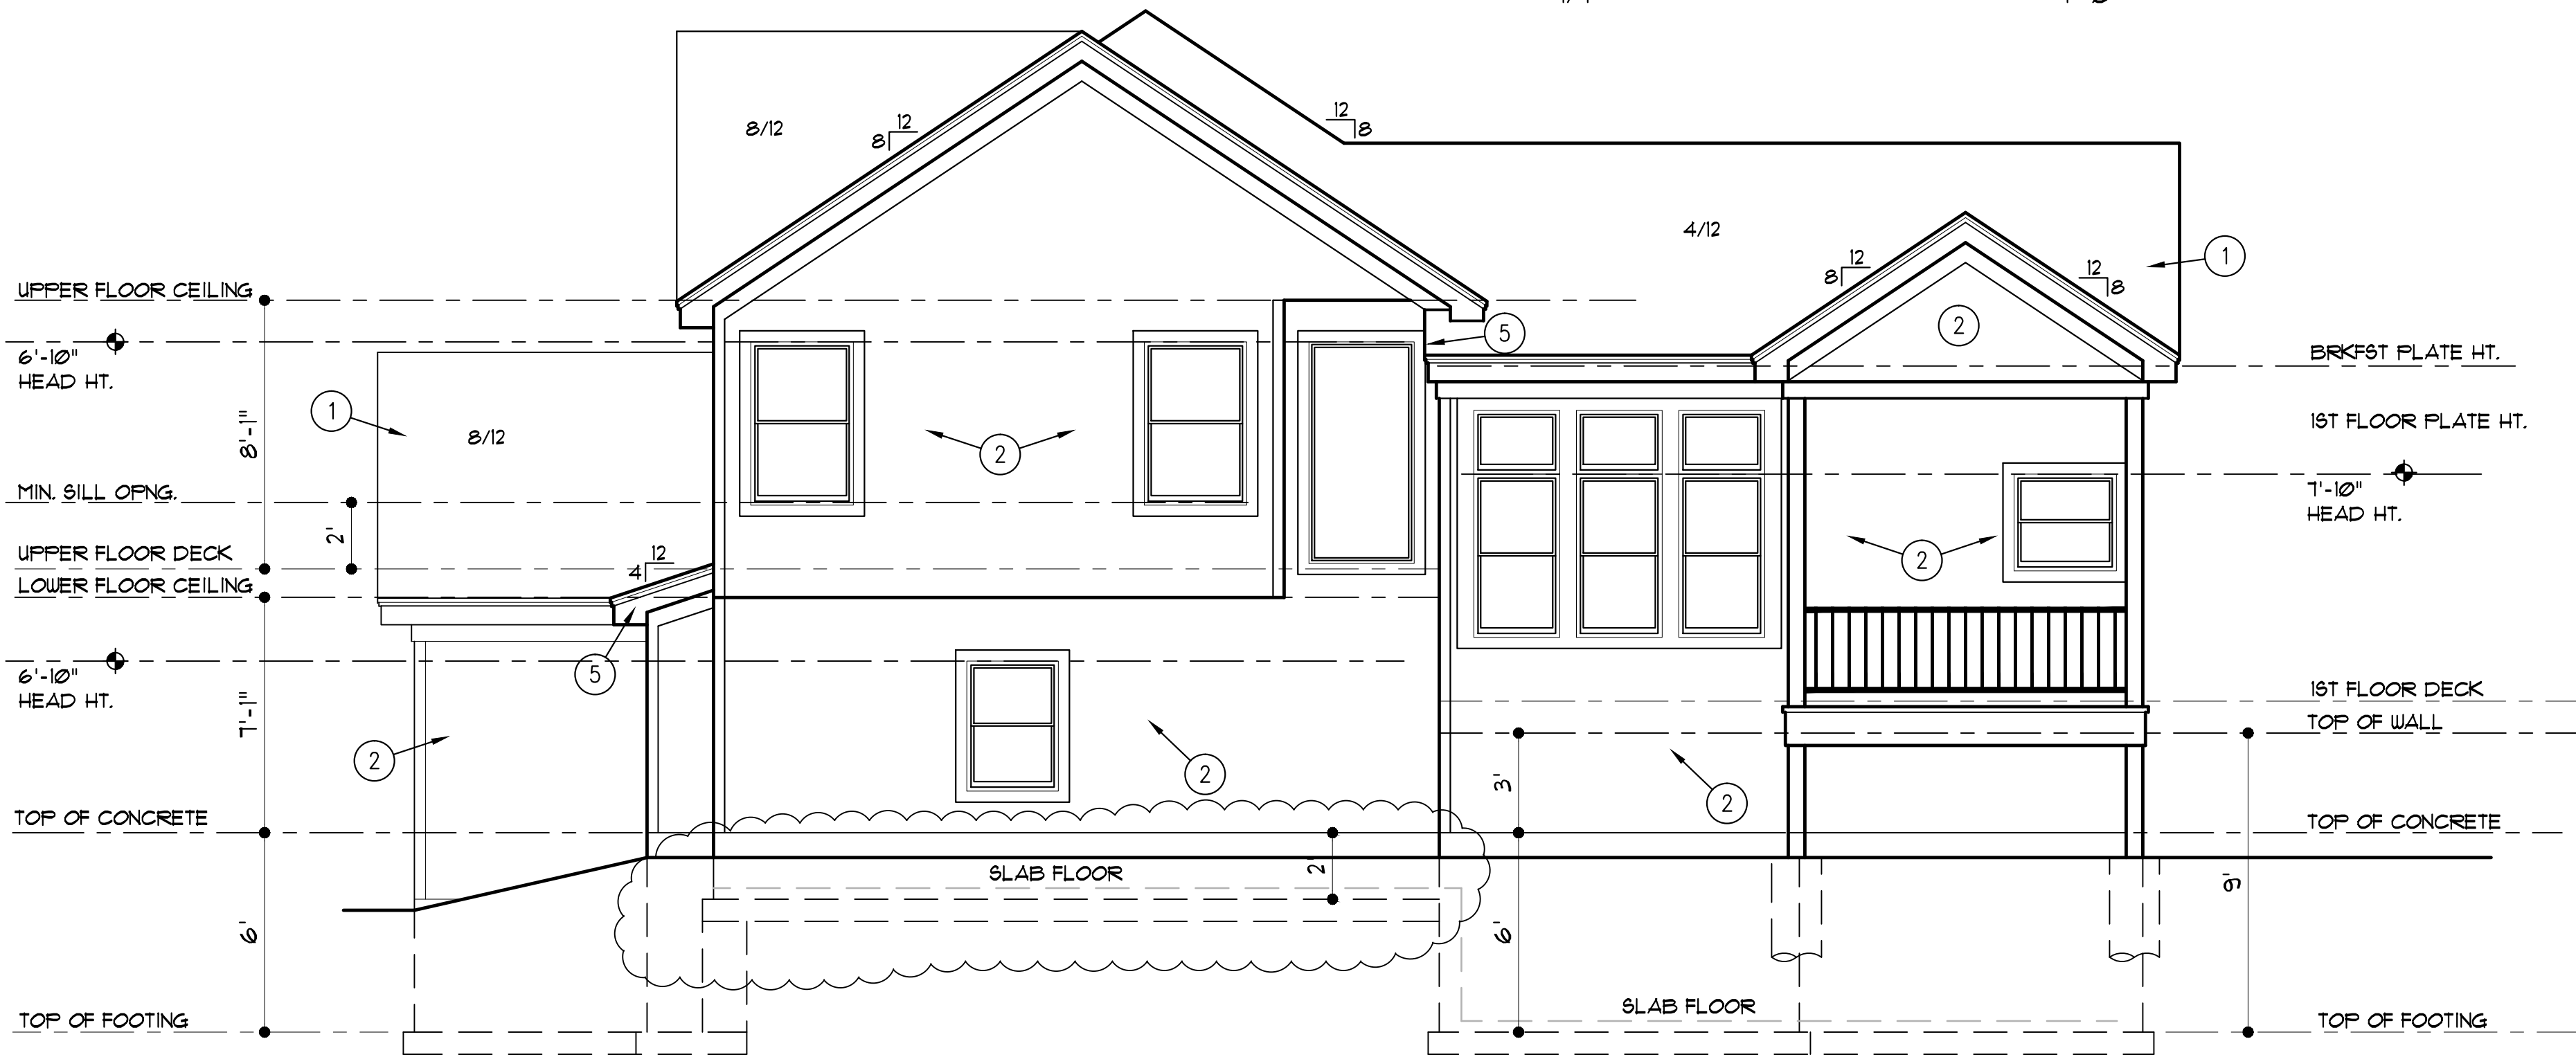 8/12
12
8
12
8
4/12
12
8
12
8
1
2
UPPER FLOOR CEILING
5
6'-10"
HEAD HT.
BRKFST PLATE HT.
1
8/12
8'-1"
2
1ST FLOOR PLATE HT.
MIN. SILL OPNG.
7'-10"
HEAD HT.
2'
UPPER FLOOR DECK
12
4
2
LOWER FLOOR CEILING
6'-10"
HEAD HT.
5
7'-1"
1ST FLOOR DECK
TOP OF WALL
2
2
3'
2
TOP OF CONCRETE
TOP OF CONCRETE
SLAB FLOOR
2'
9'
6'
6'
SLAB FLOOR
TOP OF FOOTING
TOP OF FOOTING